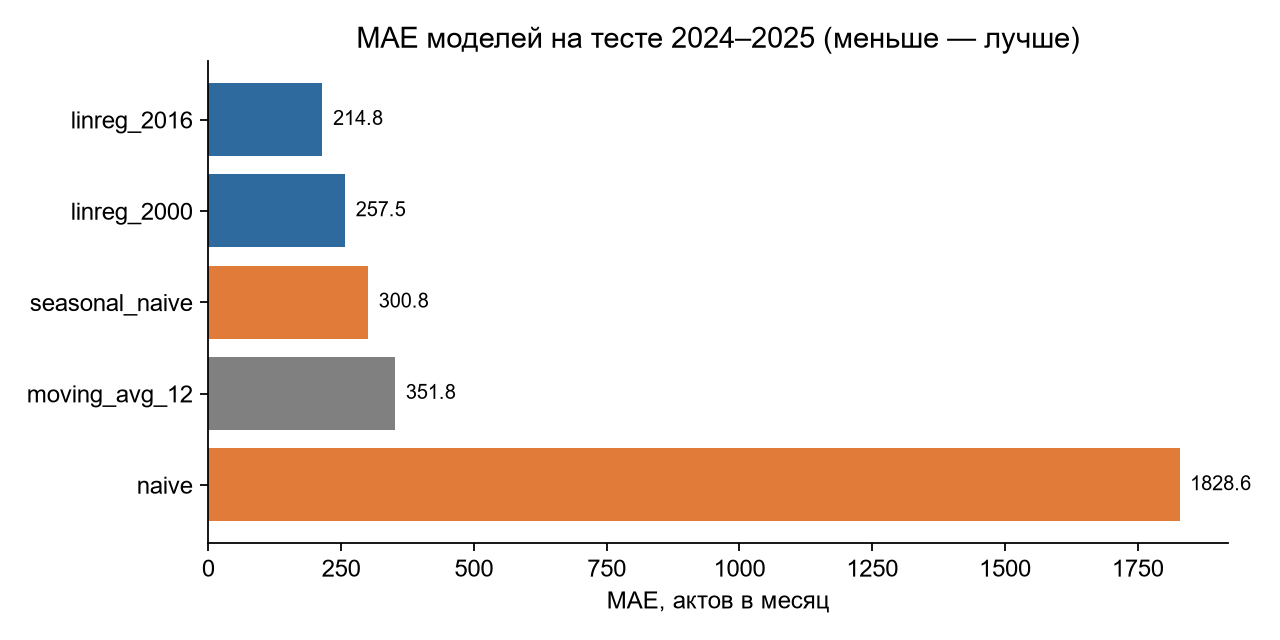 MAE моделей на тесте 2024–2025 (меньше — лучше)
linreg_2016 214.8
linreg_2000 257.5
seasonal_naive 300.8
moving_avg_12 351.8
naive 1828.6
0 250 500 750 1000 1250 1500 1750
MAE, актов в месяц